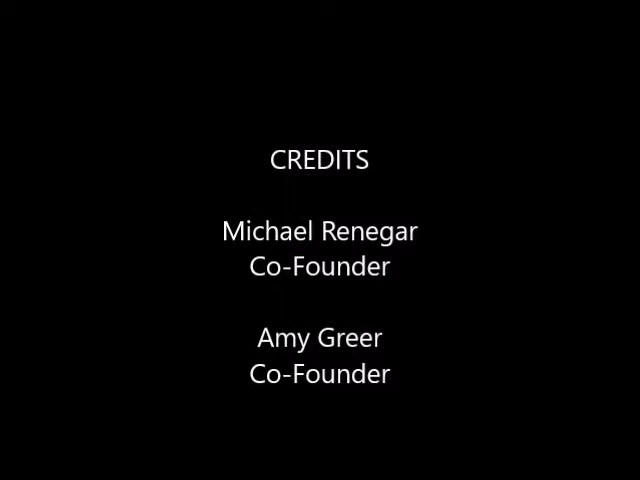 CREDITS
Michael Renegar
Co-Founder
Amy Greer
Co-Founder